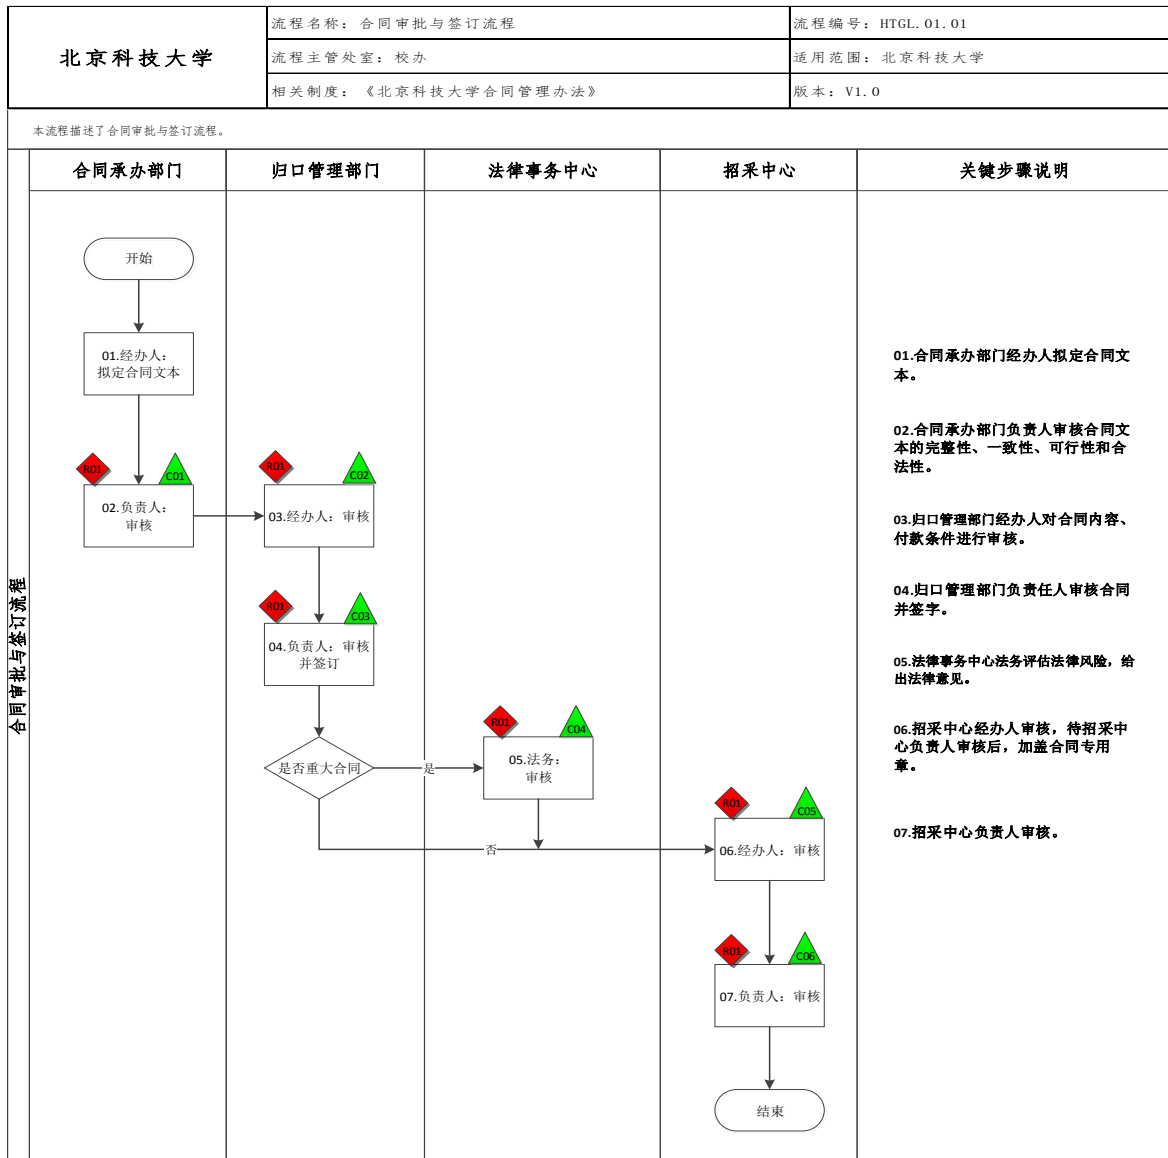 北京科技大学
流程名称：合同审批与签订流程
流程编号：HTGL.01.01
流程主管处室：校办
适用范围：北京科技大学
相关制度：《北京科技大学合同管理办法》
版本：V1.0
本流程描述了合同审批与签订流程。
合同审批与签订流程
合同承办部门
归口管理部门
法律事务中心
招采中心
关键步骤说明
开始
01.经办人：
拟定合同文本
R01
C01
02.负责人：
审核
R01
C02
03.经办人：审核
R01
C03
04.负责人：审核
并签订
是否重大合同
是
R01
C04
05.法务：
审核
否
R01
C05
06.经办人：审核
R01
C06
07.负责人：审核
结束
01.合同承办部门经办人拟定合同文
本。
02.合同承办部门负责人审核合同文
本的完整性、一致性、可行性和合
法性。
03.归口管理部门经办人对合同内容、
付款条件进行审核。
04.归口管理部门负责任人审核合同
并签字。
05.法律事务中心法务评估法律风险，给
出法律意见。
06.招采中心经办人审核，待招采中
心负责人审核后，加盖合同专用
章。
07.招采中心负责人审核。